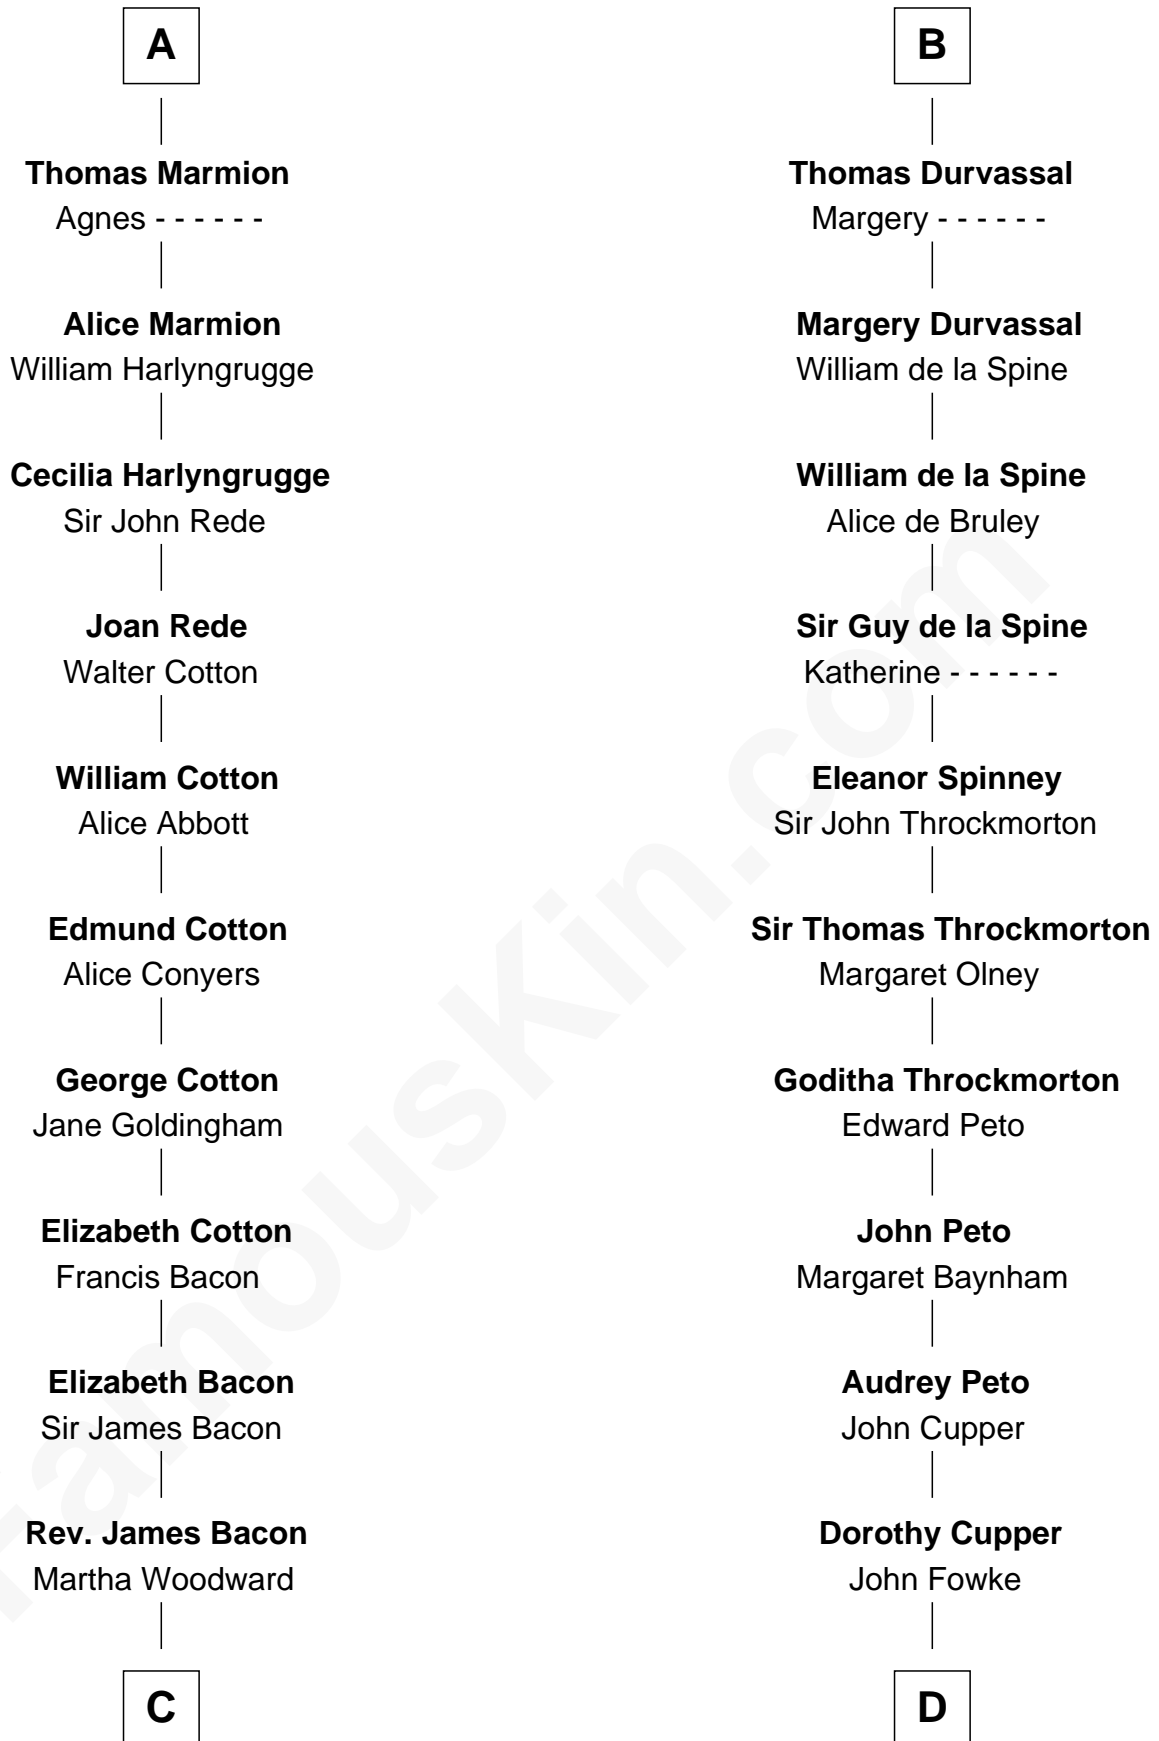 A
Thomas Marmion
Agnes - - - - - -
Alice Marmion
William Harlyngrugge
Cecilia Harlyngrugge
Sir John Rede
Joan Rede
Walter Cotton
William Cotton
Alice Abbott
Edmund Cotton
Alice Conyers
George Cotton
Jane Goldingham
Elizabeth Cotton
Francis Bacon
Elizabeth Bacon
Sir James Bacon
Rev. James Bacon
Martha Woodward
C
B
Thomas Durvassal
Margery - - - - - -
Margery Durvassal
William de la Spine
William de la Spine
Alice de Bruley
Sir Guy de la Spine
Katherine - - - - - -
Eleanor Spinney
Sir John Throckmorton
Sir Thomas Throckmorton
Margaret Olney
Goditha Throckmorton
Edward Peto
John Peto
Margaret Baynham
Audrey Peto
John Cupper
Dorothy Cupper
John Fowke
D
FamousKin.com